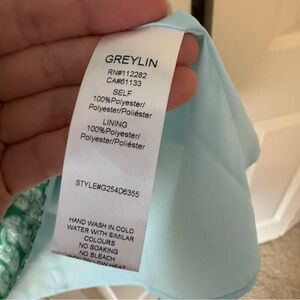 GREYLIN
RN#112282
CA#61133
SELF
100%Polyester/
Polyester/Poliéster
LINING
100%Polyester/
Polyester/Poliéster
STYLE#G254D6355
HAND WASH IN COLD
WATER WITH SIMILAR
COLOURS
NO SOAKING
NO BLEACH
HEAT